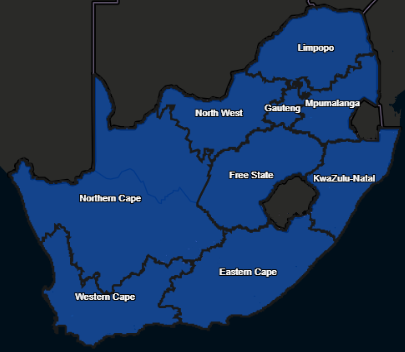 Limpopo
North West
Gauteng
Mpumalanga
Free State
KwaZulu-Natal
Northern Cape
Eastern Cape
Western Cape